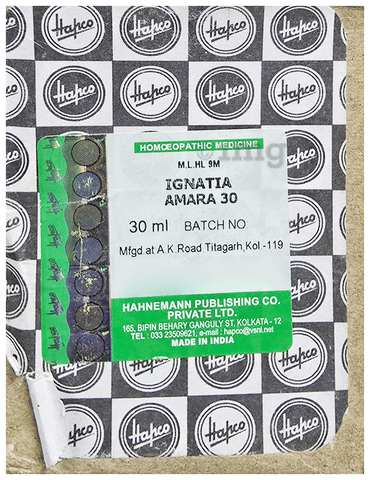 Hapco
HOMŒOPATHIC MEDICINE
M.L.HL 9M
IGNATIA
AMARA 30
30 ml BATCH NO
Mfgd at A.K.Road Titagarh,Kol -119
HAHNEMANN PUBLISHING CO.
PRIVATE LTD.
165, BIPIN BEHARY GANGULY ST. KOLKATA - 12
TEL : 033 23509621, e-mail : hapco@vsnl.net
MADE IN INDIA